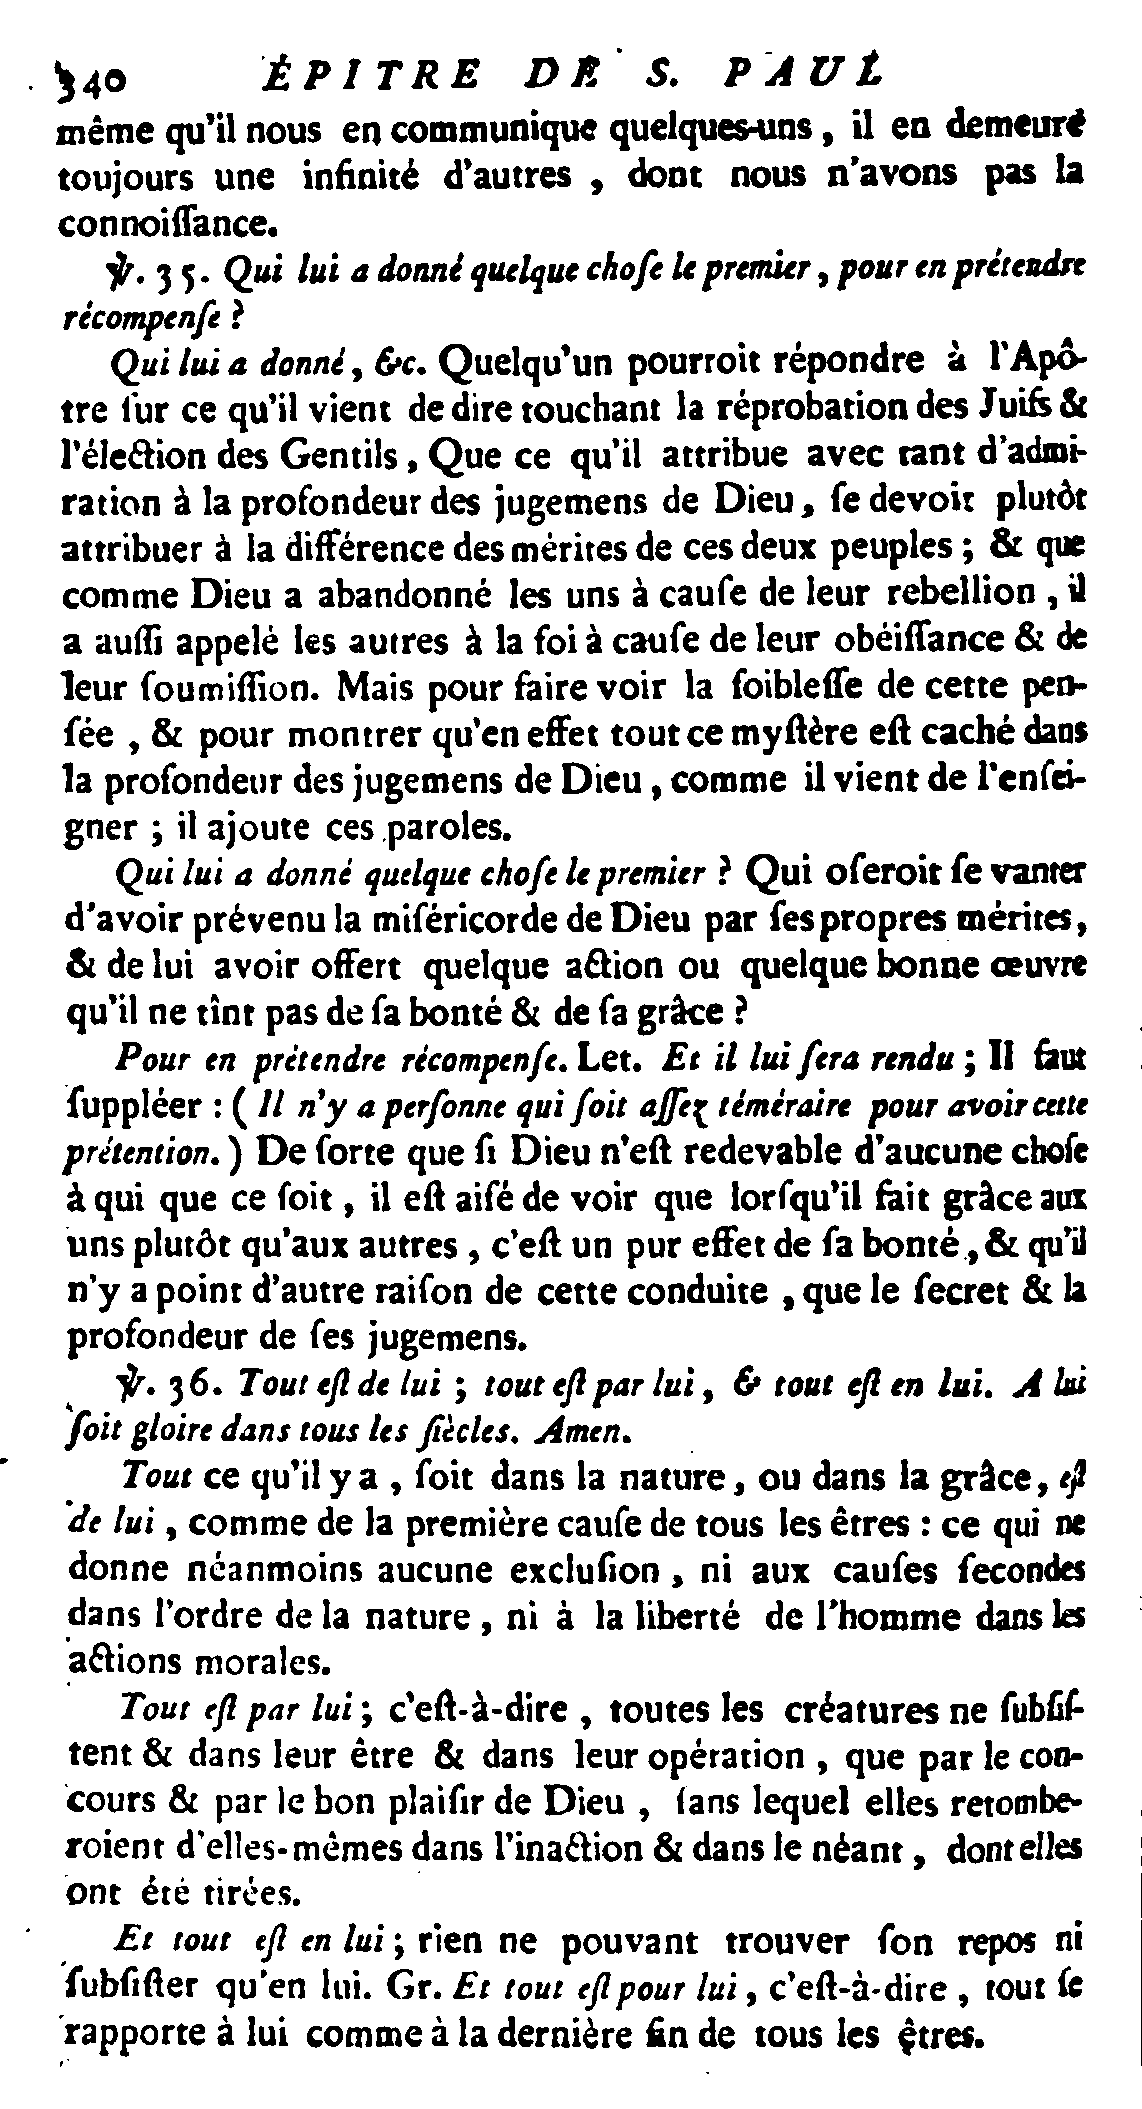 340 ÉPITRE DE S. PAUL
même qu'il nous en communique quelques-uns, il en demeure
toujours une infinité d'autres, dont nous n'avons pas la
connoiſſance.
℣. 35. Qui lui a donné quelque choſe le premier, pour en prétendre
récompenſe ?
Qui lui a donné, &c. Quelqu'un pourroit répondre à l'Apô-
tre ſur ce qu'il vient de dire touchant la réprobation des Juifs &
l'élection des Gentils, Que ce qu'il attribue avec tant d'admi-
ration à la profondeur des jugemens de Dieu, ſe devoit plutôt
attribuer à la différence des mérites de ces deux peuples ; & que
comme Dieu a abandonné les uns à cauſe de leur rebellion, il
a auſſi appelé les autres à la foi à cauſe de leur obéiſſance & de
leur ſoumiſſion. Mais pour faire voir la foibleſſe de cette pen-
ſée, & pour montrer qu'en effet tout ce myſtère eſt caché dans
la profondeur des jugemens de Dieu, comme il vient de l'enſei-
gner ; il ajoute ces paroles.
Qui lui a donné quelque choſe le premier ? Qui oſeroit ſe vanter
d'avoir prévenu la miſéricorde de Dieu par ſes propres mérites,
& de lui avoir offert quelque action ou quelque bonne œuvre
qu'il ne tînt pas de ſa bonté & de ſa grâce ?
Pour en prétendre récompenſe. Let. Et il lui ſera rendu ; Il faut
ſuppléer : ( Il n'y a perſonne qui ſoit aſſez téméraire pour avoir cette
prétention. ) De ſorte que ſi Dieu n'eſt redevable d'aucune choſe
à qui que ce ſoit, il eſt aiſé de voir que lorſqu'il fait grâce aux
uns plutôt qu'aux autres, c'eſt un pur effet de ſa bonté, & qu'il
n'y a point d'autre raiſon de cette conduite, que le ſecret & la
profondeur de ſes jugemens.
℣. 36. Tout eſt de lui ; tout eſt par lui, & tout eſt en lui. A lui
ſoit gloire dans tous les ſiècles. Amen.
Tout ce qu'il y a, ſoit dans la nature, ou dans la grâce, eſt
de lui, comme de la première cauſe de tous les êtres : ce qui ne
donne néanmoins aucune excluſion, ni aux cauſes ſecondes
dans l'ordre de la nature, ni à la liberté de l'homme dans les
actions morales.
Tout eſt par lui ; c'eſt-à-dire, toutes les créatures ne ſubſiſ-
tent & dans leur être & dans leur opération, que par le con-
cours & par le bon plaiſir de Dieu, ſans lequel elles retombe-
roient d'elles-mêmes dans l'inaction & dans le néant, dont elles
ont été tirées.
Et tout eſt en lui ; rien ne pouvant trouver ſon repos ni
ſubſiſter qu'en lui. Gr. Et tout eſt pour lui, c'eſt-à-dire, tout ſe
rapporte à lui comme à la dernière fin de tous les êtres.